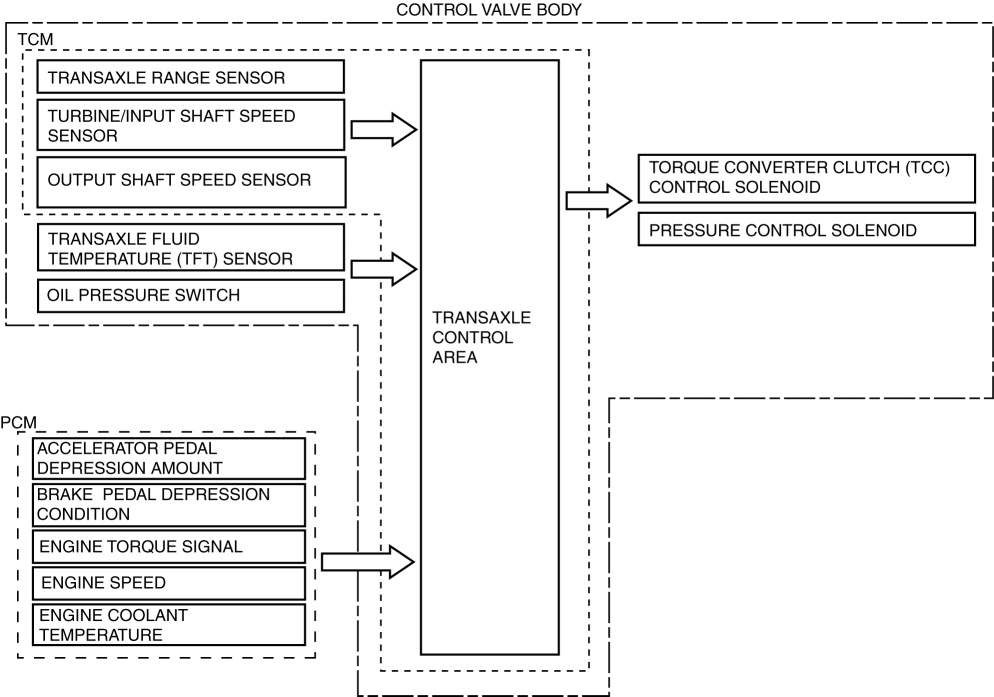 CONTROL VALVE BODY
TCM
TRANSAXLE RANGE SENSOR
TURBINE/INPUT SHAFT SPEED
SENSOR
OUTPUT SHAFT SPEED SENSOR
TRANSAXLE FLUID
TEMPERATURE (TFT) SENSOR
OIL PRESSURE SWITCH
TRANSAXLE
CONTROL
AREA
TORQUE CONVERTER CLUTCH (TCC)
CONTROL SOLENOID
PRESSURE CONTROL SOLENOID
PCM
ACCELERATOR PEDAL
DEPRESSION AMOUNT
BRAKE PEDAL DEPRESSION
CONDITION
ENGINE TORQUE SIGNAL
ENGINE SPEED
ENGINE COOLANT
TEMPERATURE